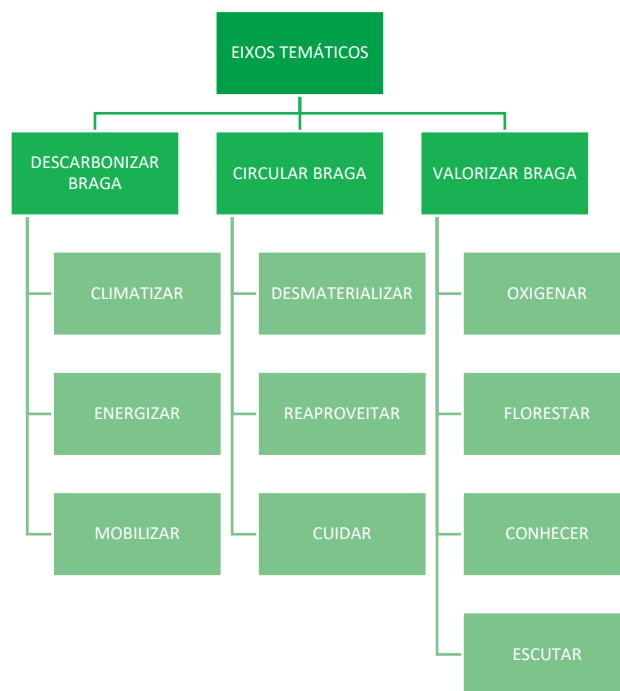 EIXOS TEMÁTICOS
DESCARBONIZAR
BRAGA
CIRCULAR BRAGA
VALORIZAR BRAGA
CLIMATIZAR
DESMATERIALIZAR
OXIGENAR
ENERGIZAR
REAPROVEITAR
FLORESTAR
MOBILIZAR
CUIDAR
CONHECER
ESCUTAR